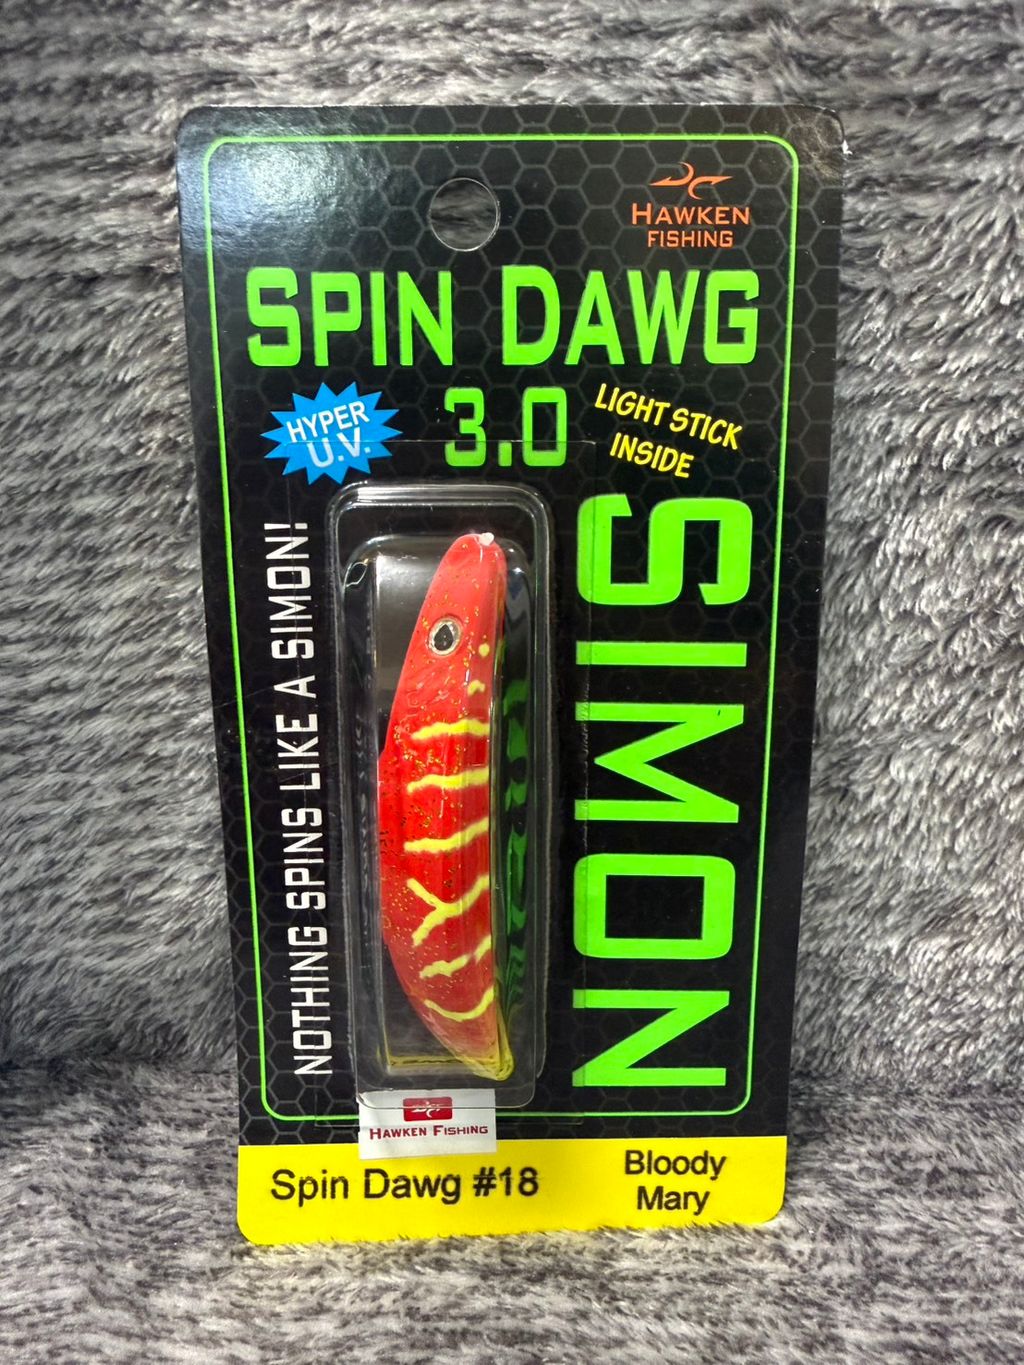 HAWKEN
FISHING
SPIN DAWG
3.0
HYPER
U.V.
LIGHT STICK
INSIDE
NOTHING SPINS LIKE A SIMON!
SIMON
HAWKEN FISHING
Spin Dawg #18
Bloody
Mary